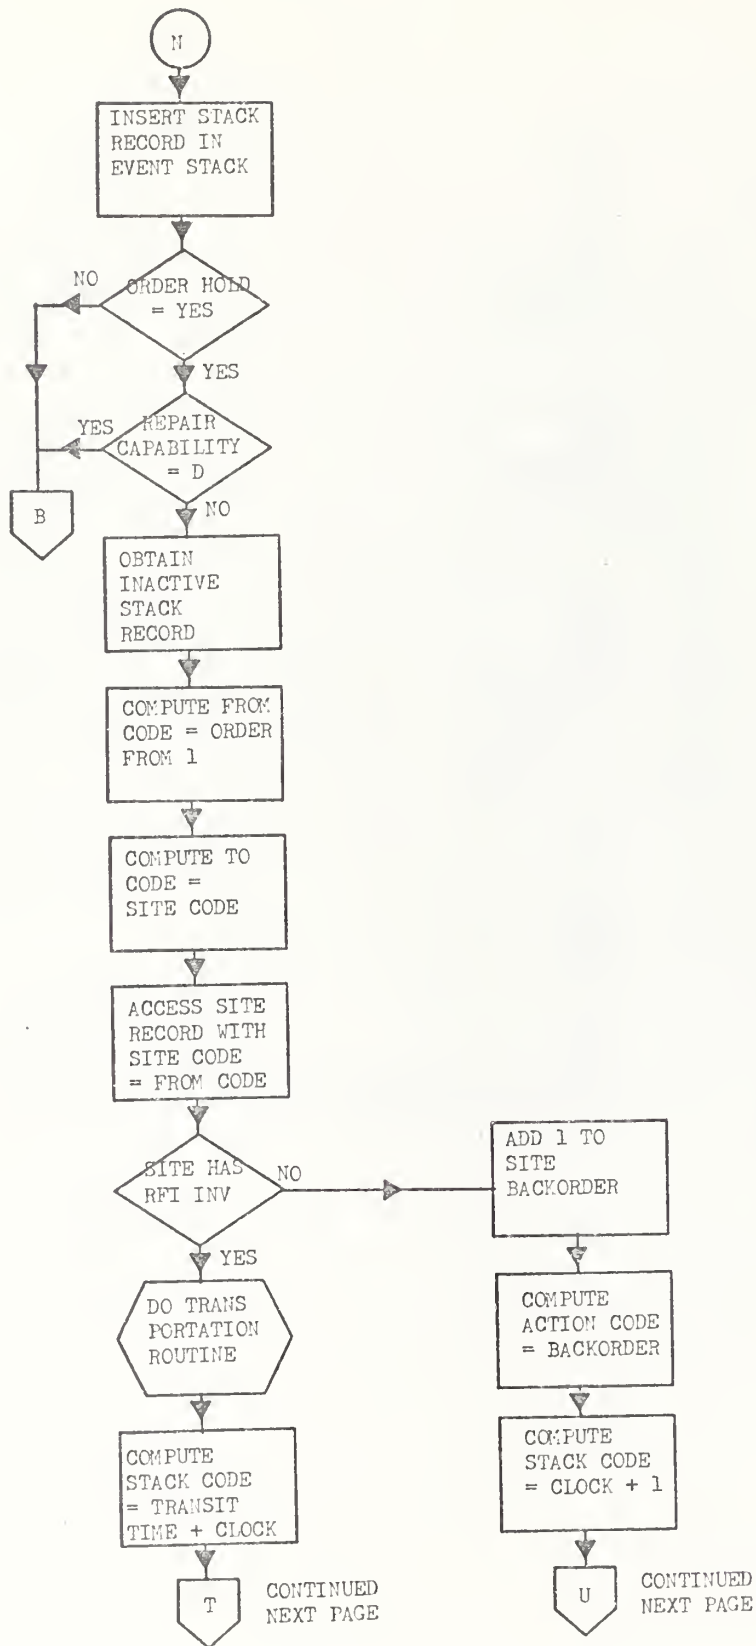 N
INSERT STACK
RECORD IN
EVENT STACK
NO
ORDER HOLD
= YES
YES
YES
REPAIR
CAPABILITY
= D
B
NO
OBTAIN
INACTIVE
STACK
RECORD
COMPUTE FROM
CODE = ORDER
FROM 1
COMPUTE TO
CODE =
SITE CODE
ACCESS SITE
RECORD WITH
SITE CODE
= FROM CODE
SITE HAS
RFI INV
NO
ADD 1 TO
SITE
BACKORDER
YES
DO TRANS
PORTATION
ROUTINE
COMPUTE
ACTION CODE
= BACKORDER
COMPUTE
STACK CODE
= TRANSIT
TIME + CLOCK
COMPUTE
STACK CODE
= CLOCK + 1
T
CONTINUED
NEXT PAGE
U
CONTINUED
NEXT PAGE